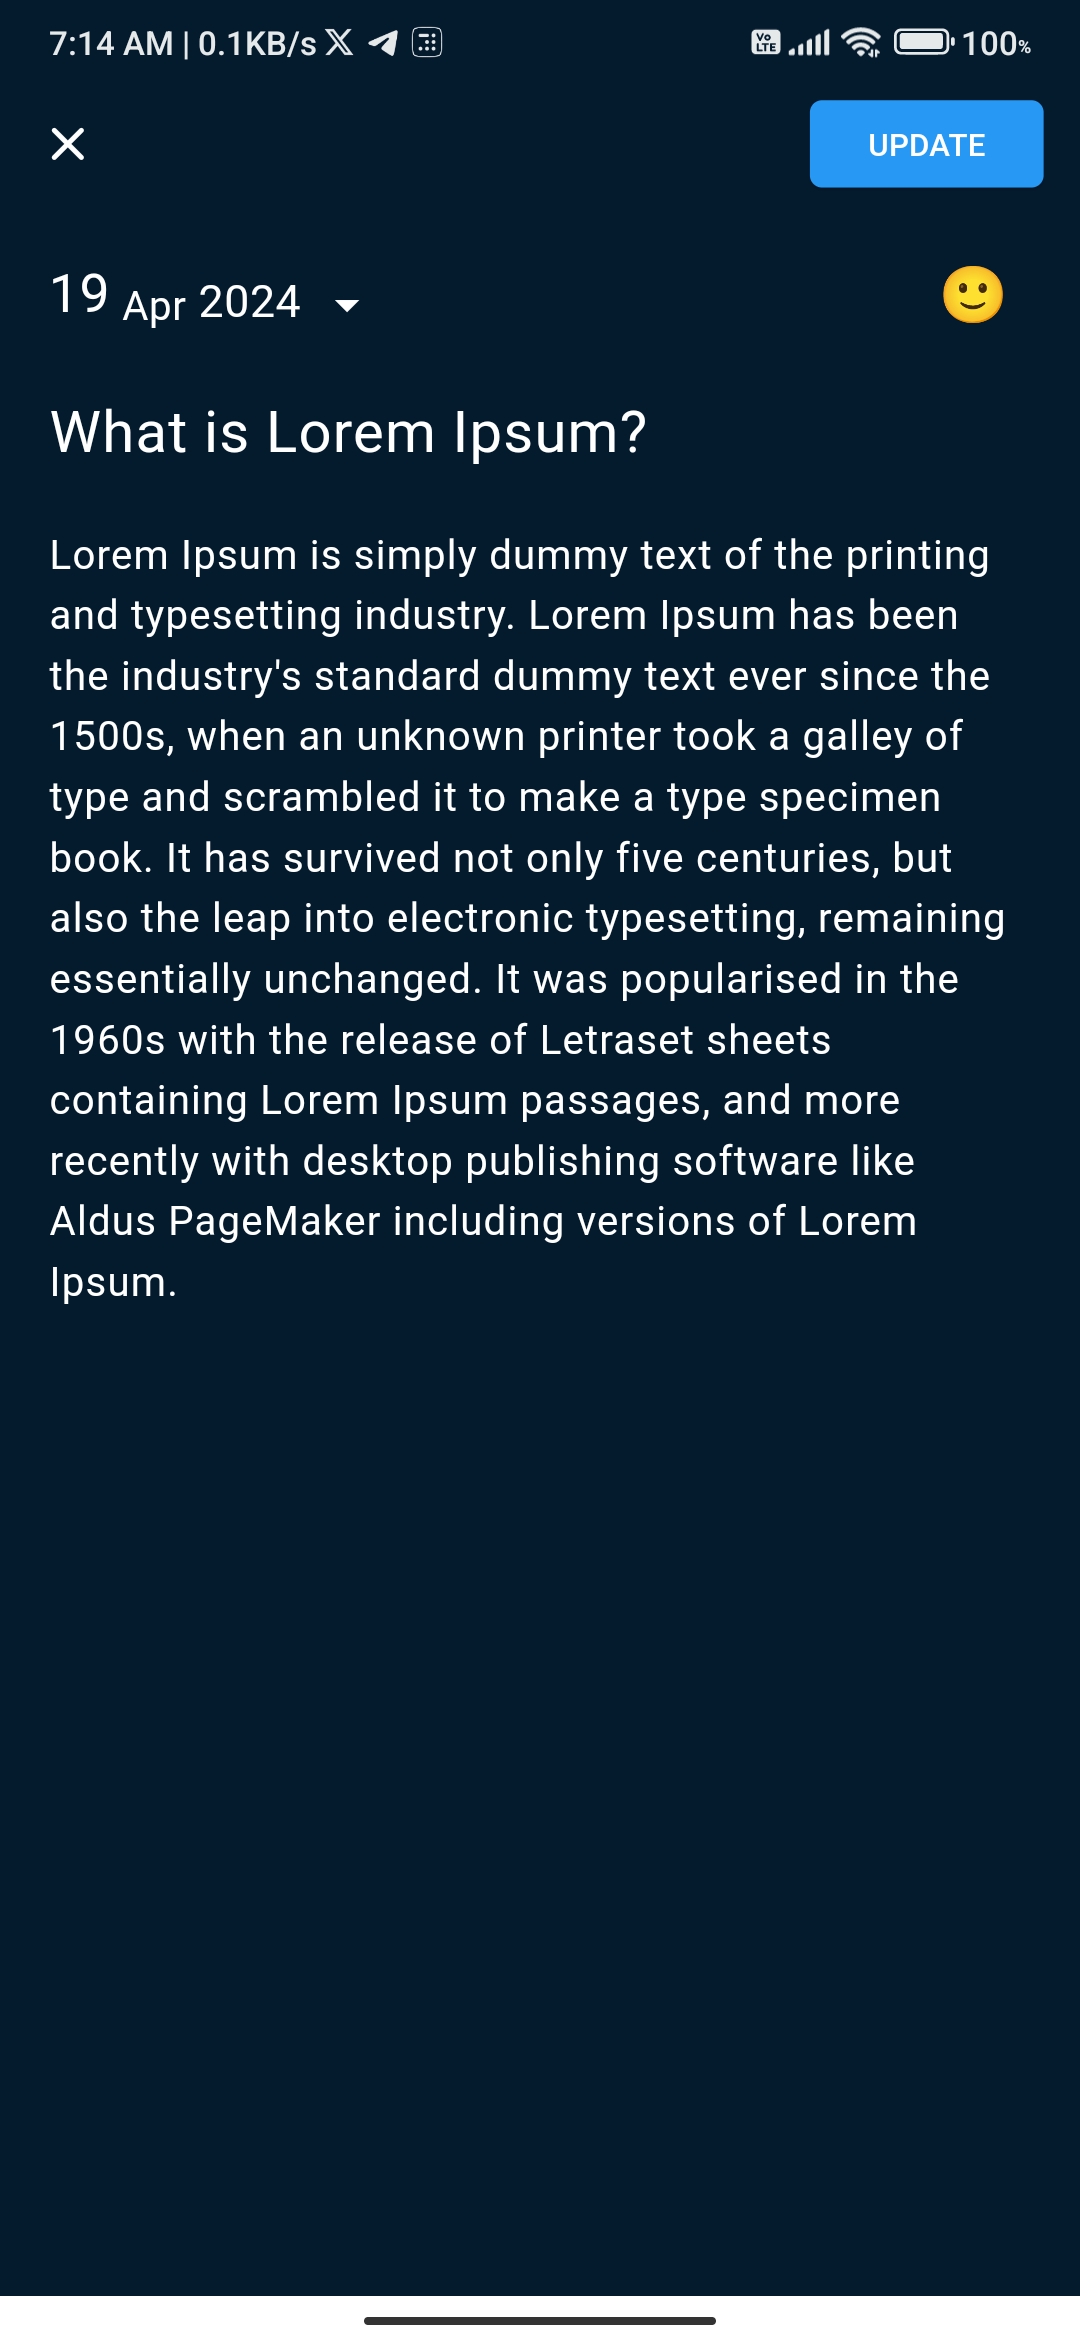 7:14 AM | 0.1KB/s
Vo LTE
100%
UPDATE
19 Apr 2024
What is Lorem Ipsum?
Lorem Ipsum is simply dummy text of the printing
and typesetting industry. Lorem Ipsum has been
the industry's standard dummy text ever since the
1500s, when an unknown printer took a galley of
type and scrambled it to make a type specimen
book. It has survived not only five centuries, but
also the leap into electronic typesetting, remaining
essentially unchanged. It was popularised in the
1960s with the release of Letraset sheets
containing Lorem Ipsum passages, and more
recently with desktop publishing software like
Aldus PageMaker including versions of Lorem
Ipsum.